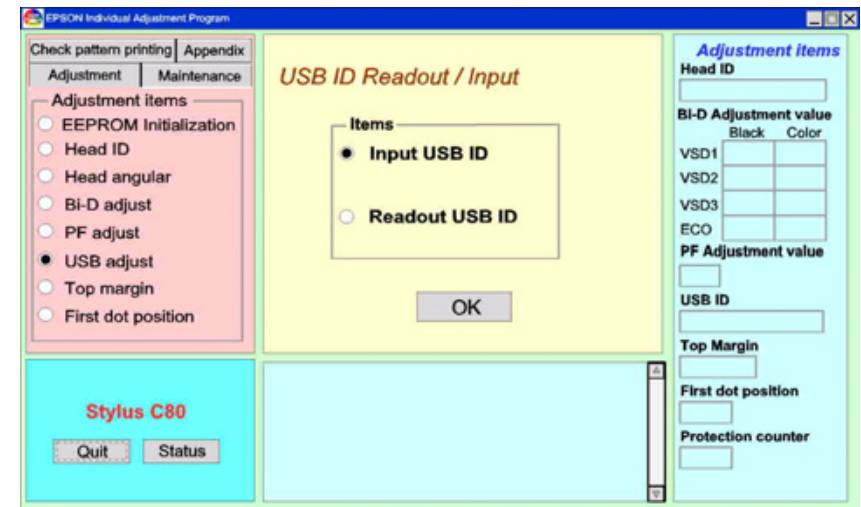 EPSON Individual Adjustment Program
Check pattern printing Appendix
Adjustment Maintenance
Adjustment items
EEPROM Initialization
Head ID
Head angular
Bi-D adjust
PF adjust
USB adjust
Top margin
First dot position
Stylus C80
Quit Status
USB ID Readout / Input
Items
Input USB ID
Readout USB ID
OK
Adjustment items
Head ID
BI-D Adjustment value
Black Color
VSD1
VSD2
VSD3
ECO
PF Adjustment value
USB ID
Top Margin
First dot position
Protection counter